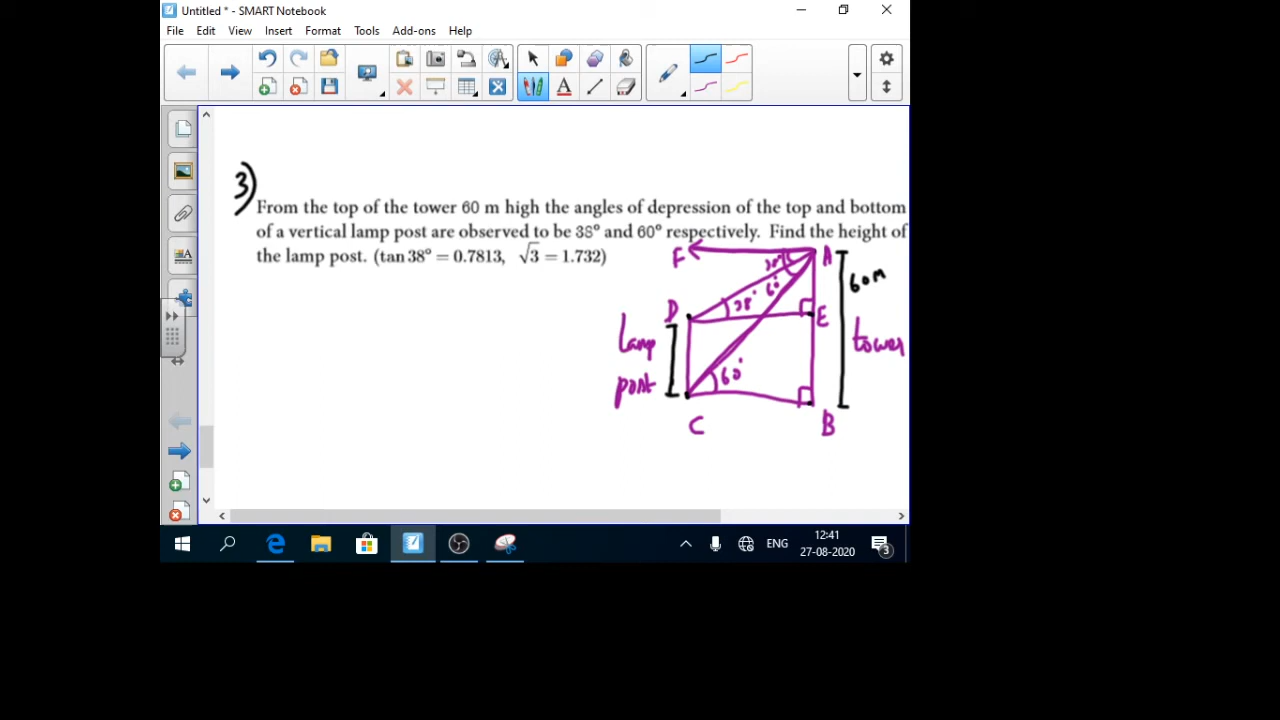 Untitled * - SMART Notebook
File Edit View Insert Format Tools Add-ons Help
3)
From the top of the tower 60 m high the angles of depression of the top and bottom
of a vertical lamp post are observed to be 38° and 60° respectively. Find the height of
the lamp post. (tan 38° = 0.7813, √3 = 1.732)
F
38°
A
60°
60m
D
38°
E
Lamp
tower
post
60°
C
B
ENG
12:41
27-08-2020
3